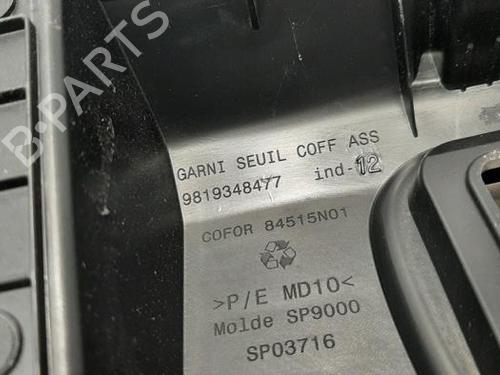 B-PARTS
GARNI SEUIL COFF ASS
9819348477 ind-12
COFOR 84515N01
>P/E MD10<
Molde SP9000
SP03716